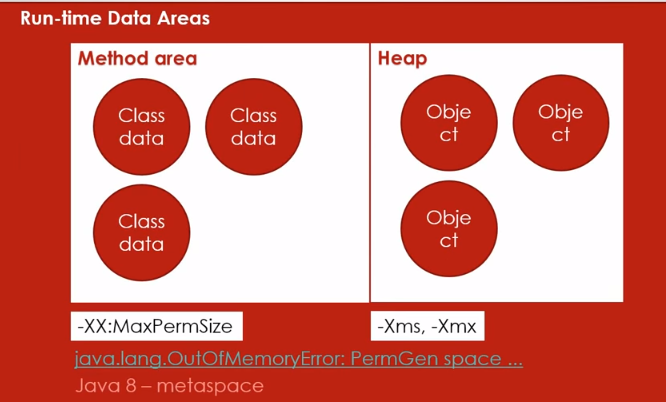 Run-time Data Areas
Method area
Class
data
Class
data
Class
data
Heap
Obje
ct
Obje
ct
Obje
ct
-XX:MaxPermSize
-Xms, -Xmx
java.lang.OutOfMemoryError: PermGen space ...
Java 8 – metaspace